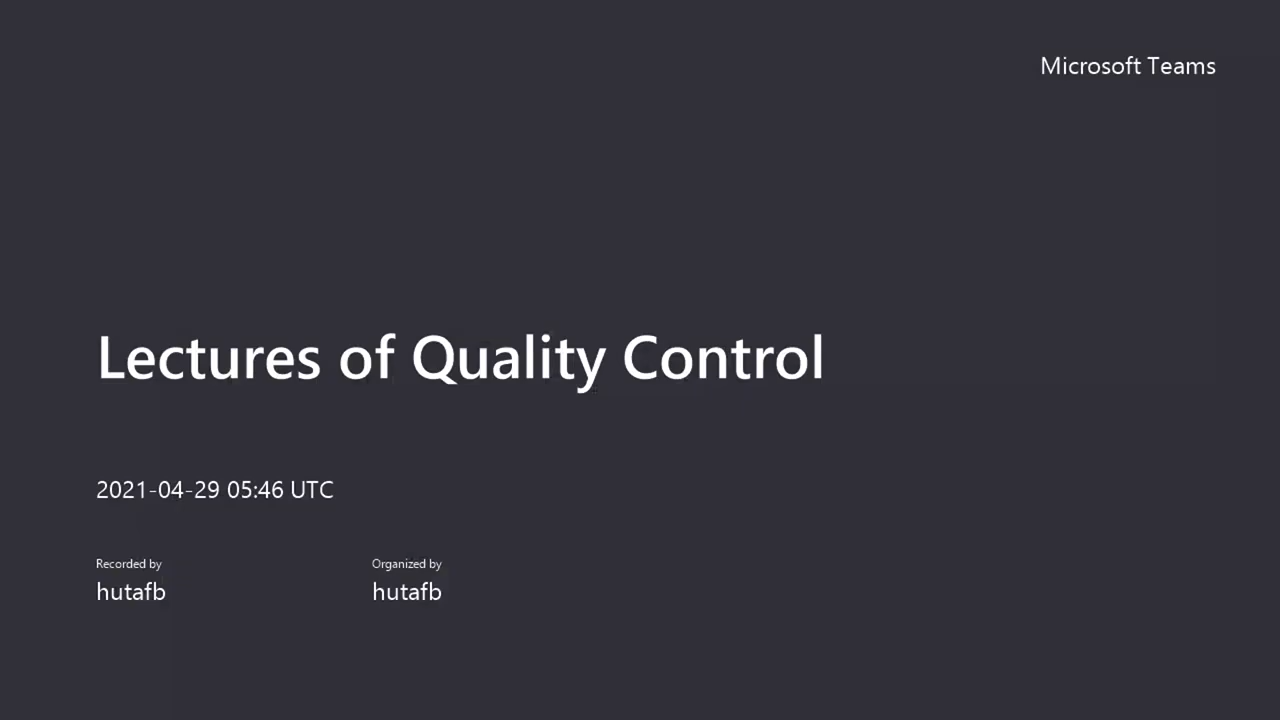 Microsoft Teams
Lectures of Quality Control
2021-04-29 05:46 UTC
Recorded by
hutafb
Organized by
hutafb